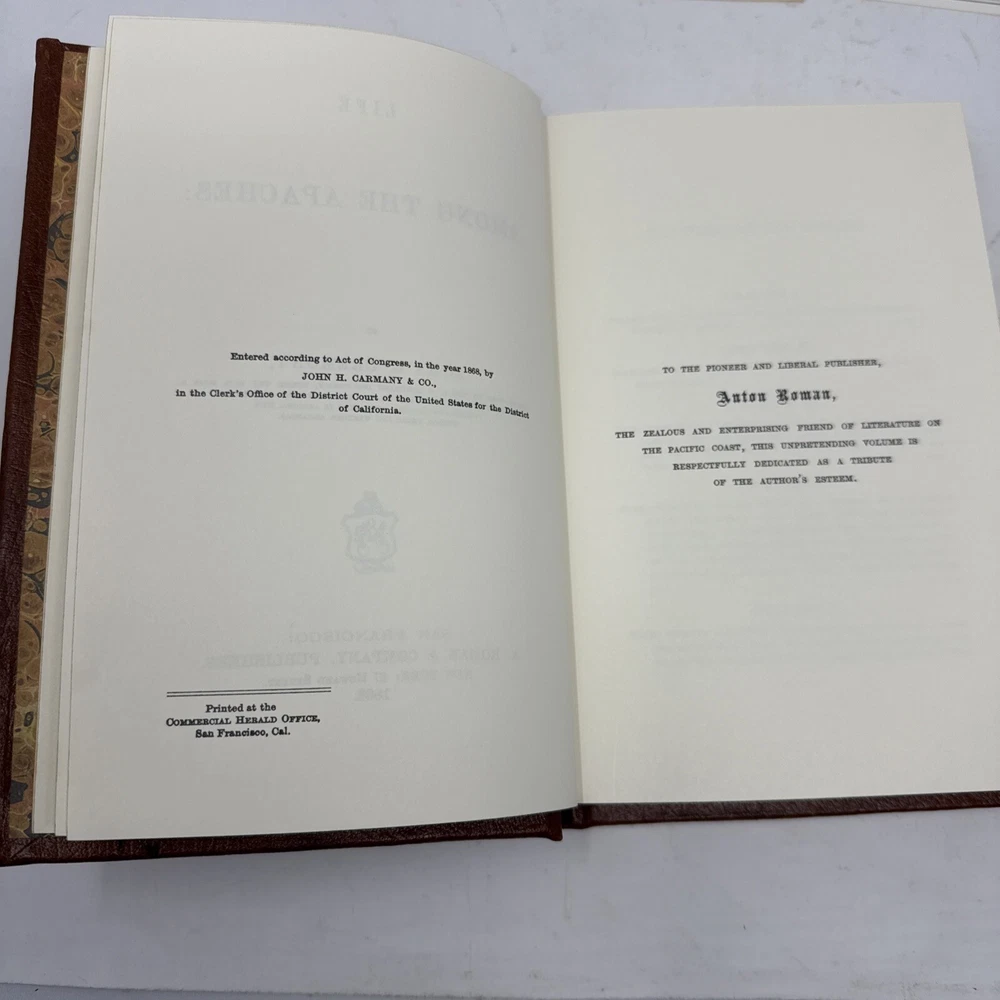 Entered according to Act of Congress, in the year 1868, by
JOHN H. CARMANY & CO.,
in the Clerk's Office of the District Court of the United States for the District
of California.
Printed at the
COMMERCIAL HERALD OFFICE,
San Francisco, Cal.
TO THE PIONEER AND LIBERAL PUBLISHER,
Anton Roman,
THE ZEALOUS AND ENTERPRISING FRIEND OF LITERATURE ON
THE PACIFIC COAST, THIS UNPRETENDING VOLUME IS
RESPECTFULLY DEDICATED AS A TRIBUTE
OF THE AUTHOR'S ESTEEM.